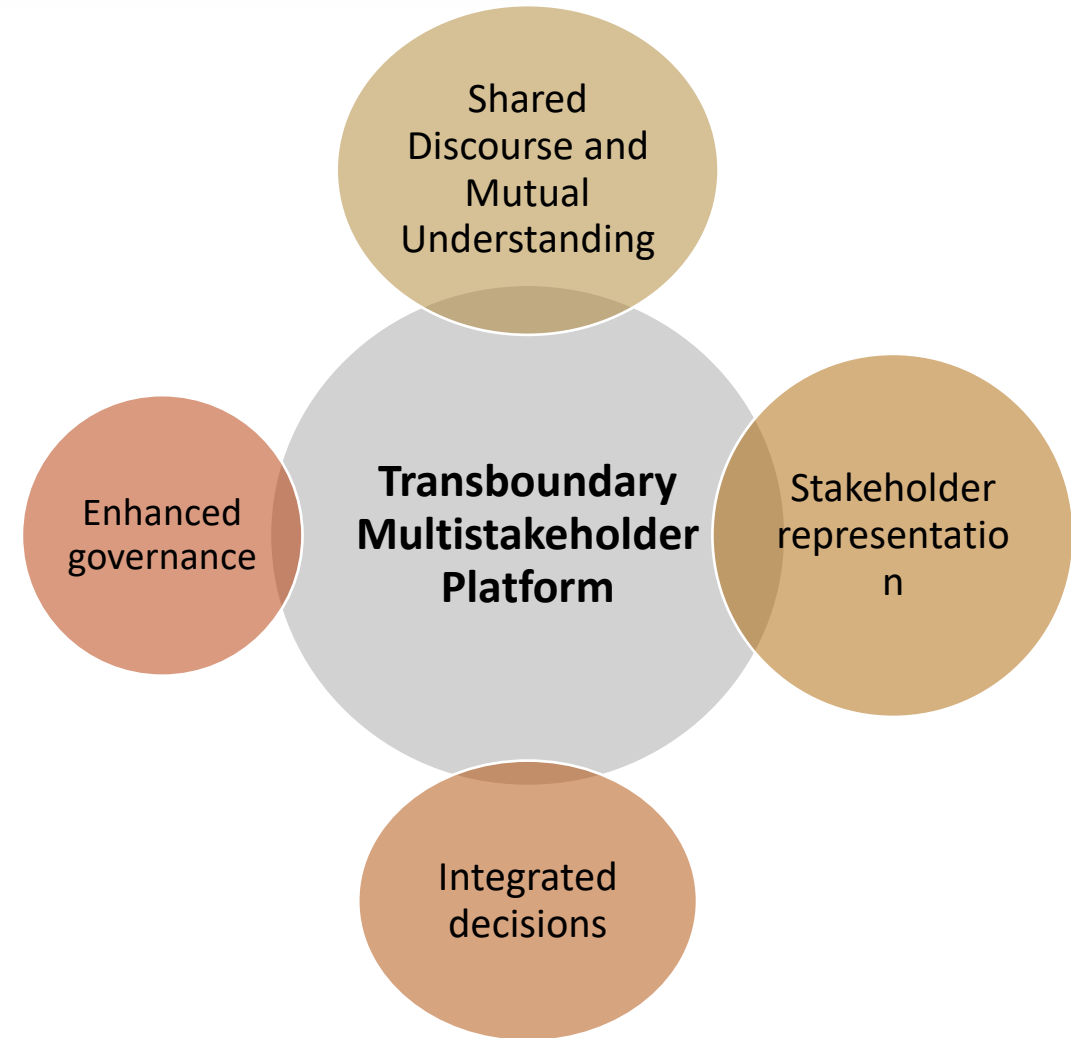 Shared
Discourse and
Mutual
Understanding
Enhanced
governance
Transboundary
Multistakeholder
Platform
Stakeholder
representatio
n
Integrated
decisions